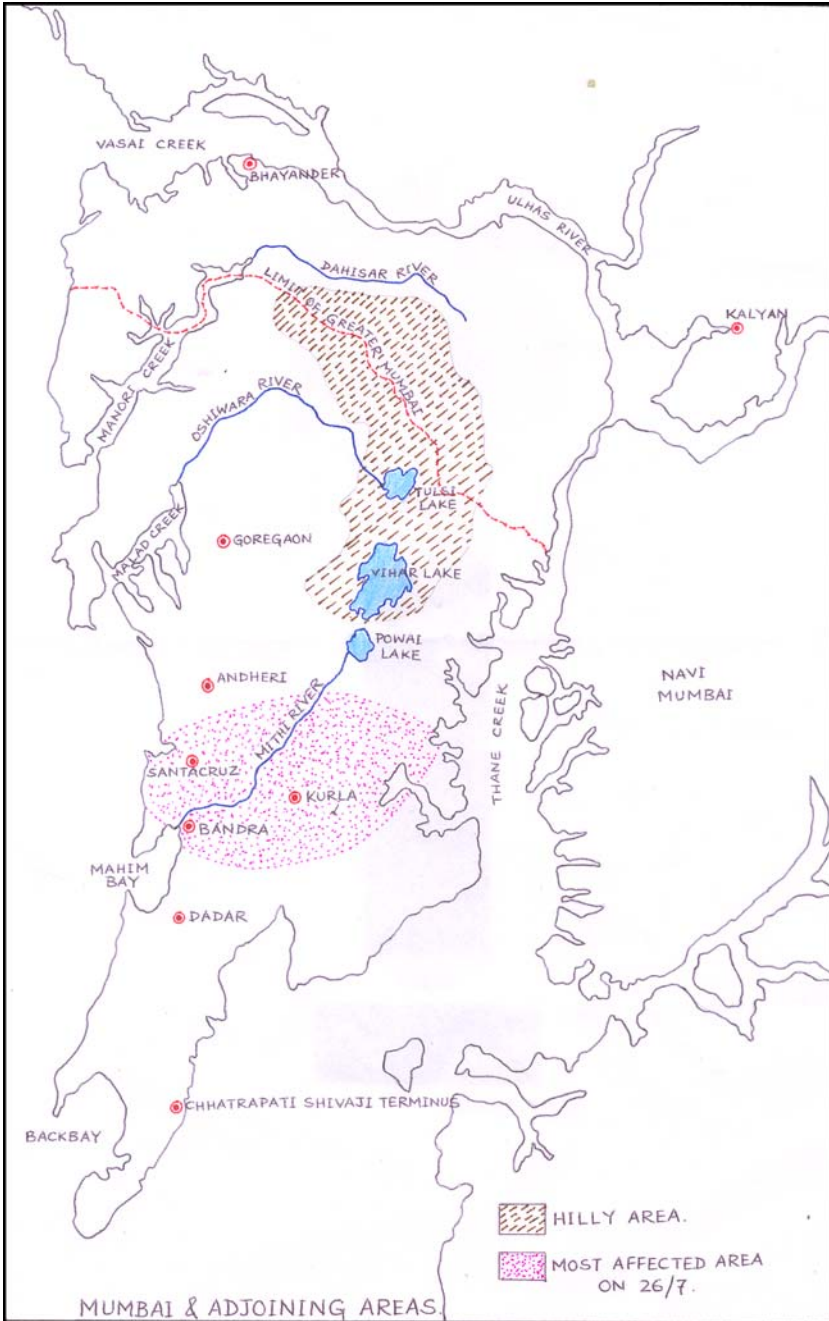 VASAI CREEK
BHAYANDER
ULHAS RIVER
DAHISAR RIVER
LIMIT OF GREATER MUMBAI
KALYAN
MANORI CREEK
OSHIWARA RIVER
TULSI
LAKE
MALAD CREEK
GOREGAON
VIHAR LAKE
POWAI
LAKE
ANDHERI
NAVI
MUMBAI
MITHI RIVER
THANE CREEK
SANTACRUZ
KURLA
BANDRA
MAHIM
BAY
DADAR
CHHATRAPATI SHIVAJI TERMINUS
BACKBAY
HILLY AREA.
MOST AFFECTED AREA
ON 26/7.
MUMBAI & ADJOINING AREAS.